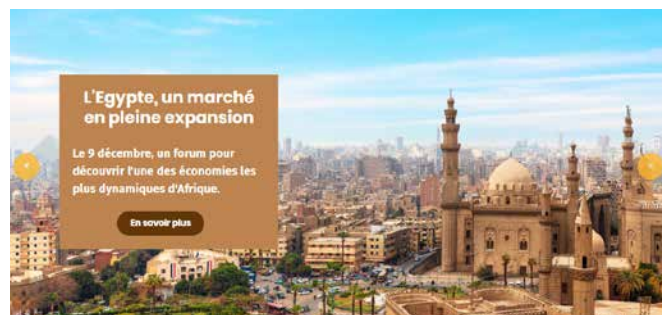 L'Egypte, un marché
en pleine expansion
Le 9 décembre, un forum pour
découvrir l'une des économies les
plus dynamiques d'Afrique.
En savoir plus